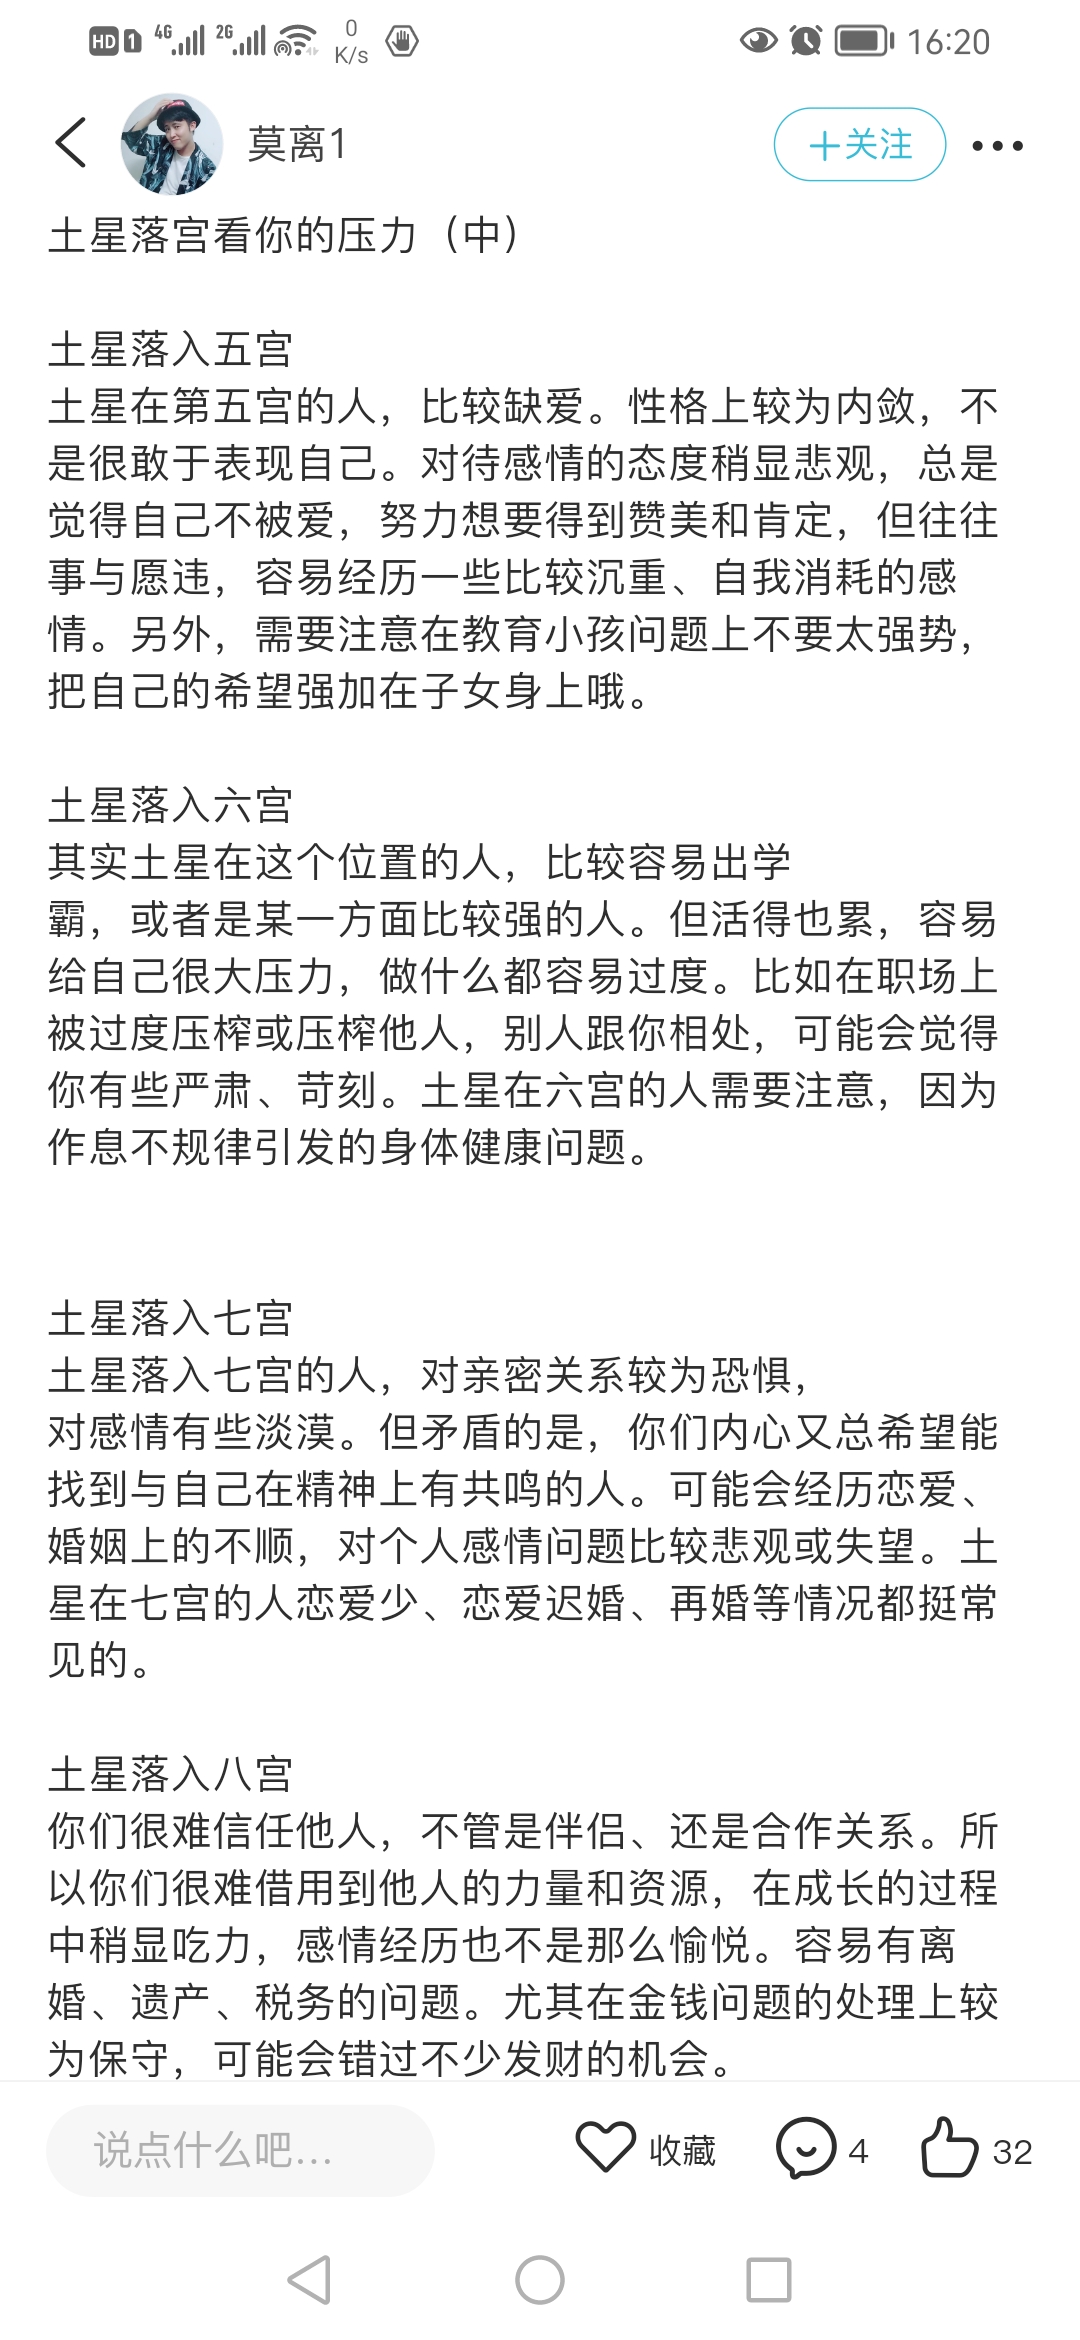 HD 1 4G 2G 0 K/s 16:20
莫离1 +关注
土星落宫看你的压力（中）
土星落入五宫
土星在第五宫的人，比较缺爱。性格上较为内敛，不
是很敢于表现自己。对待感情的态度稍显悲观，总是
觉得自己不被爱，努力想要得到赞美和肯定，但往往
事与愿违，容易经历一些比较沉重、自我消耗的感
情。另外，需要注意在教育小孩问题上不要太强势，
把自己的希望强加在子女身上哦。
土星落入六宫
其实土星在这个位置的人，比较容易出学
霸，或者是某一方面比较强的人。但活得也累，容易
给自己很大压力，做什么都容易过度。比如在职场上
被过度压榨或压榨他人，别人跟你相处，可能会觉得
你有些严肃、苛刻。土星在六宫的人需要注意，因为
作息不规律引发的身体健康问题。
土星落入七宫
土星落入七宫的人，对亲密关系较为恐惧，
对感情有些淡漠。但矛盾的是，你们内心又总希望能
找到与自己在精神上有共鸣的人。可能会经历恋爱、
婚姻上的不顺，对个人感情问题比较悲观或失望。土
星在七宫的人恋爱少、恋爱迟婚、再婚等情况都挺常
见的。
土星落入八宫
你们很难信任他人，不管是伴侣、还是合作关系。所
以你们很难借用到他人的力量和资源，在成长的过程
中稍显吃力，感情经历也不是那么愉悦。容易有离
婚、遗产、税务的问题。尤其在金钱问题的处理上较
为保守，可能会错过不少发财的机会。
说点什么吧... 收藏 4 32